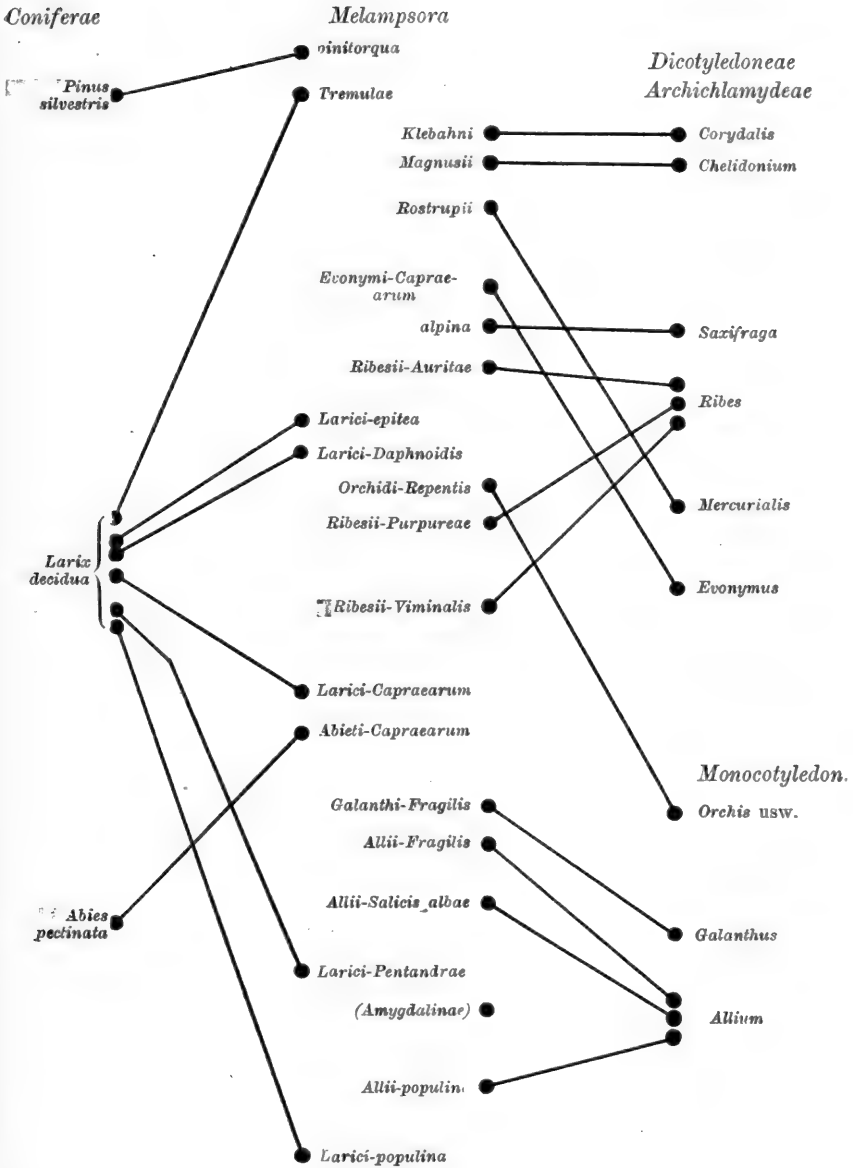 Coniferae
Melampsora
Dicotyledoneae
Archichlamydeae
pinitorqua
Pinus
silvestris
Tremulae
Klebahni
Corydalis
Magnusii
Chelidonium
Rostrupii
Evonymi-Caprae-
arum
alpina
Saxifraga
Ribesii-Auritae
Ribes
Larici-epitea
Larici-Daphnoidis
Orchidi-Repentis
Mercurialis
Ribesii-Purpureae
Larix
decidua
Evonymus
Ribesii-Viminalis
Larici-Capraearum
Abieti-Capraearum
Monocotyledon.
Galanthi-Fragilis
Orchis usw.
Allii-Fragilis
Allii-Salicis albae
Abies
pectinata
Galanthus
Larici-Pentandrae
(Amygdalinae)
Allium
Allii-populin
Larici-populina